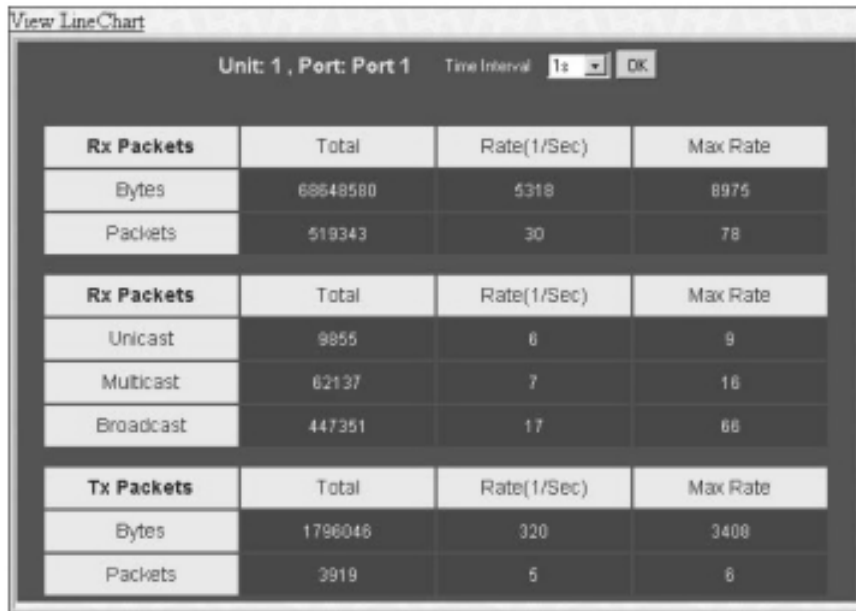 View LineChart
Unit: 1 , Port: Port 1 Time Interval 1s OK
Rx Packets Total Rate(1/Sec) Max Rate
Bytes 68648580 5318 8975
Packets 519343 30 78
Rx Packets Total Rate(1/Sec) Max Rate
Unicast 9855 6 9
Multicast 62137 7 16
Broadcast 447351 17 66
Tx Packets Total Rate(1/Sec) Max Rate
Bytes 1796046 320 3408
Packets 3919 5 6